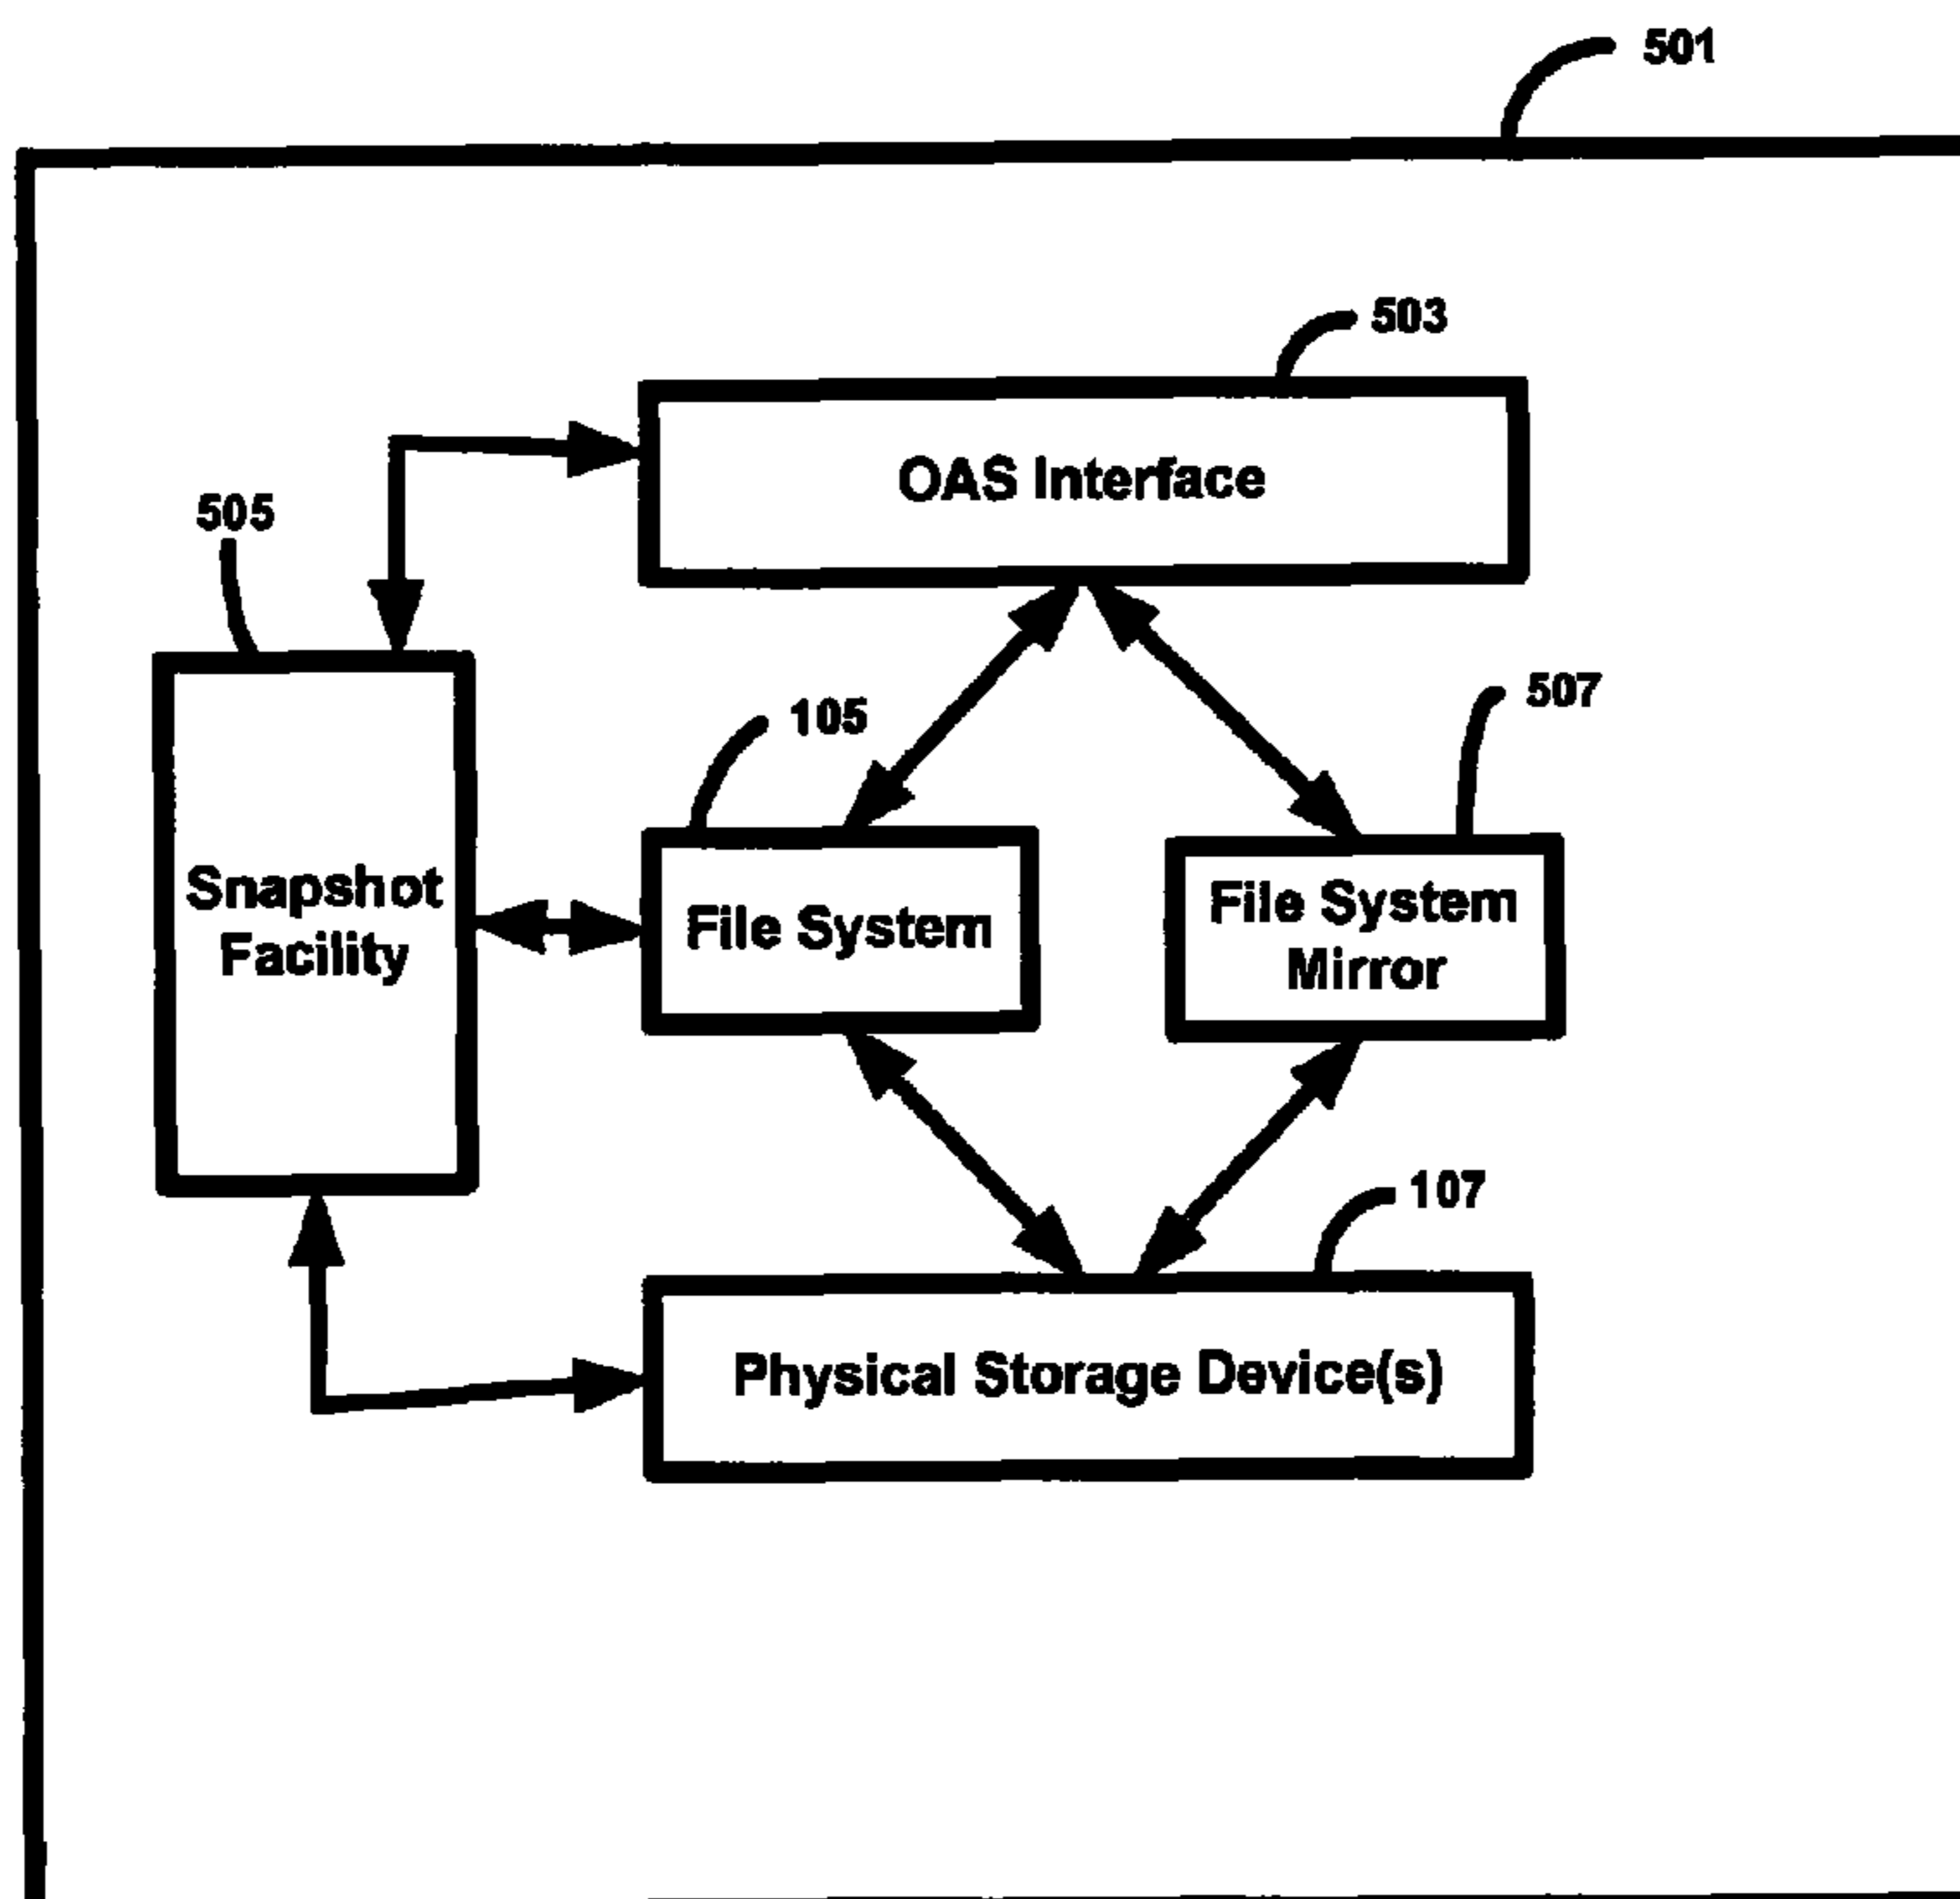 501
503
OAS Interface
505
507
105
Snapshot
Facility
File System
File System
Mirror
107
Physical Storage Device(s)